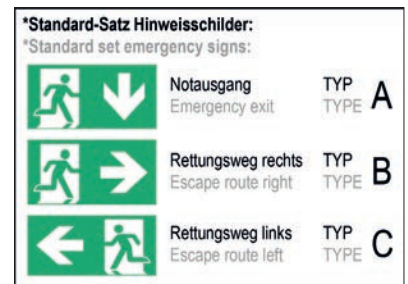 *Standard-Satz Hinweisschilder:
*Standard set emergency signs:
Notausgang TYP A
Emergency exit TYPE
Rettungsweg rechts TYP B
Escape route right TYPE
Rettungsweg links TYP C
Escape route left TYPE